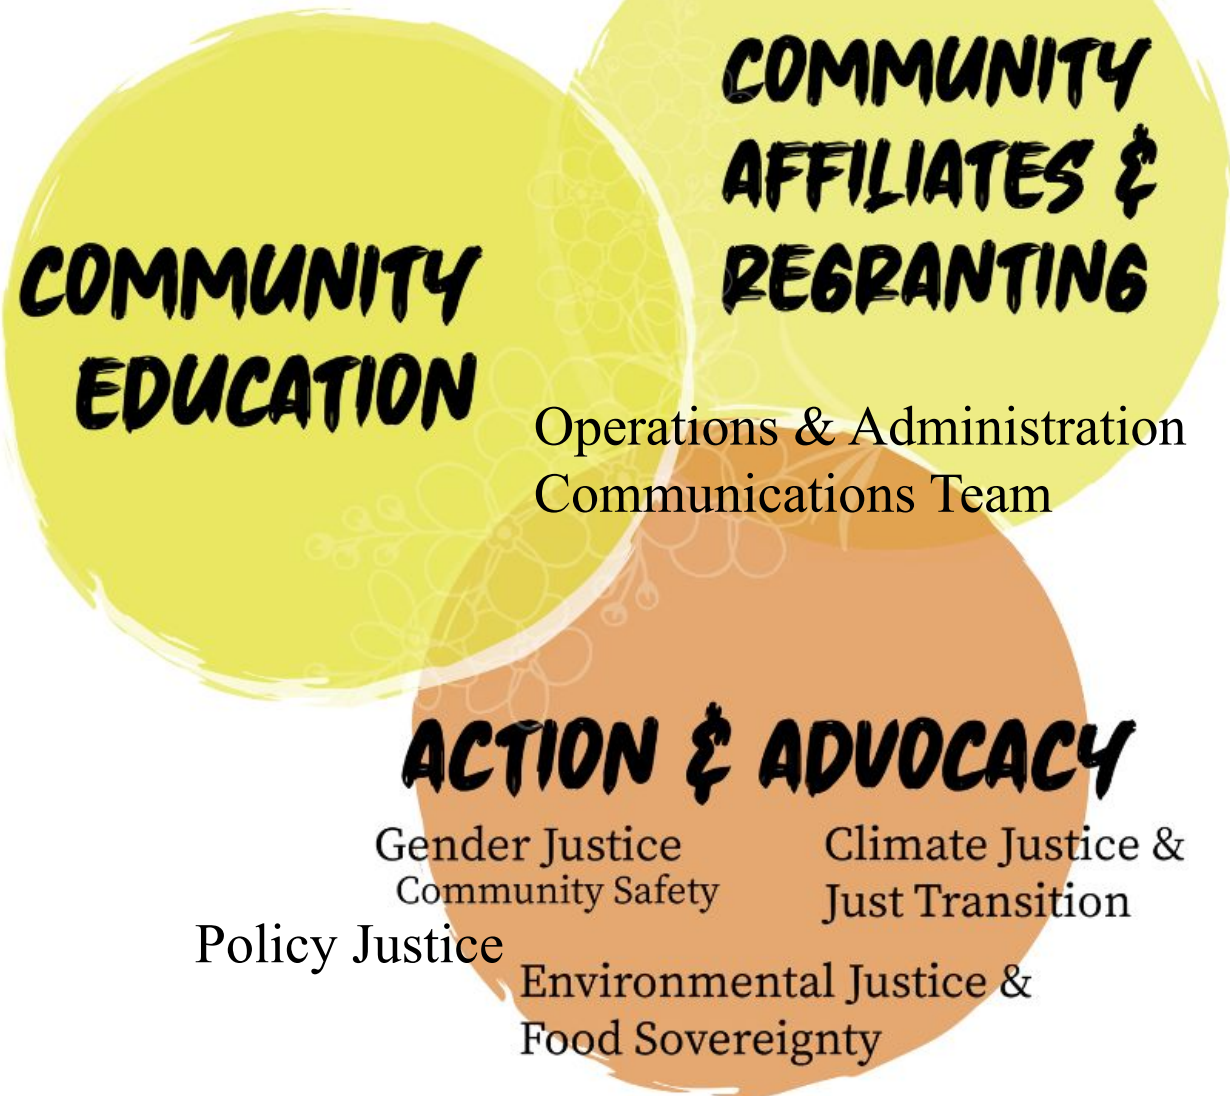 COMMUNITY
AFFILIATES &
REGRANTING
COMMUNITY
EDUCATION
Operations & Administration
Communications Team
ACTION & ADVOCACY
Gender Justice
Community Safety
Climate Justice &
Just Transition
Policy Justice
Environmental Justice &
Food Sovereignty